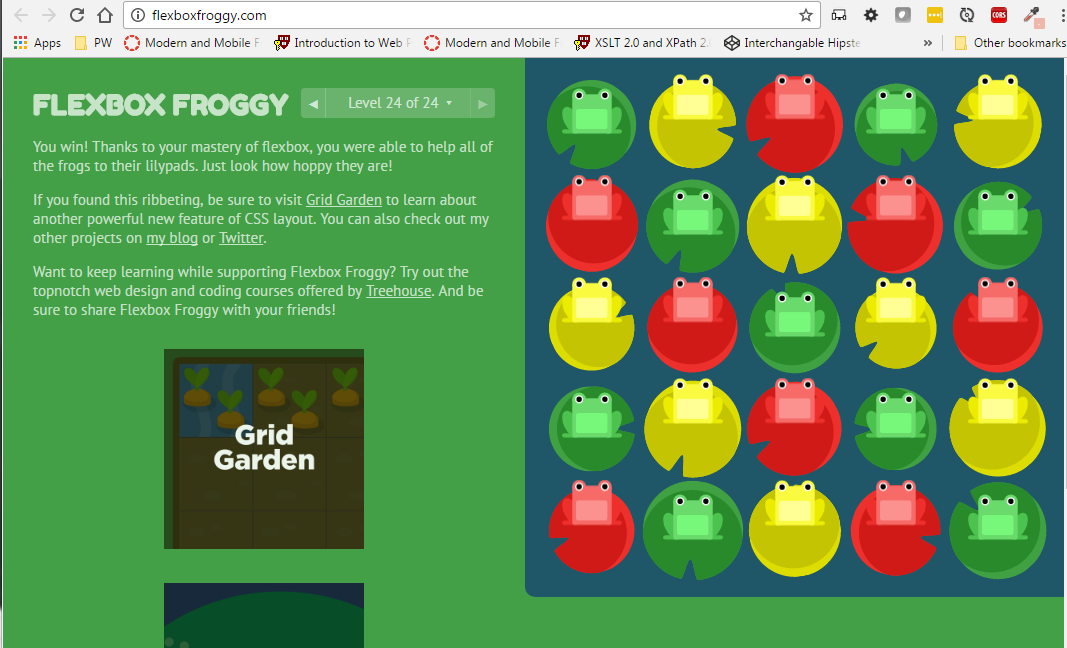 flexboxfroggy.com
CORS
Apps PW Modern and Mobile F Introduction to Web F Modern and Mobile F XSLT 2.0 and XPath 2. Interchangable Hipste » Other bookmarks
FLEXBOX FROGGY ◀ Level 24 of 24 ▾ ▶
You win! Thanks to your mastery of flexbox, you were able to help all of
the frogs to their lilypads. Just look how hoppy they are!
If you found this ribbeting, be sure to visit Grid Garden to learn about
another powerful new feature of CSS layout. You can also check out my
other projects on my blog or Twitter.
Want to keep learning while supporting Flexbox Froggy? Try out the
topnotch web design and coding courses offered by Treehouse. And be
sure to share Flexbox Froggy with your friends!
Grid
Garden